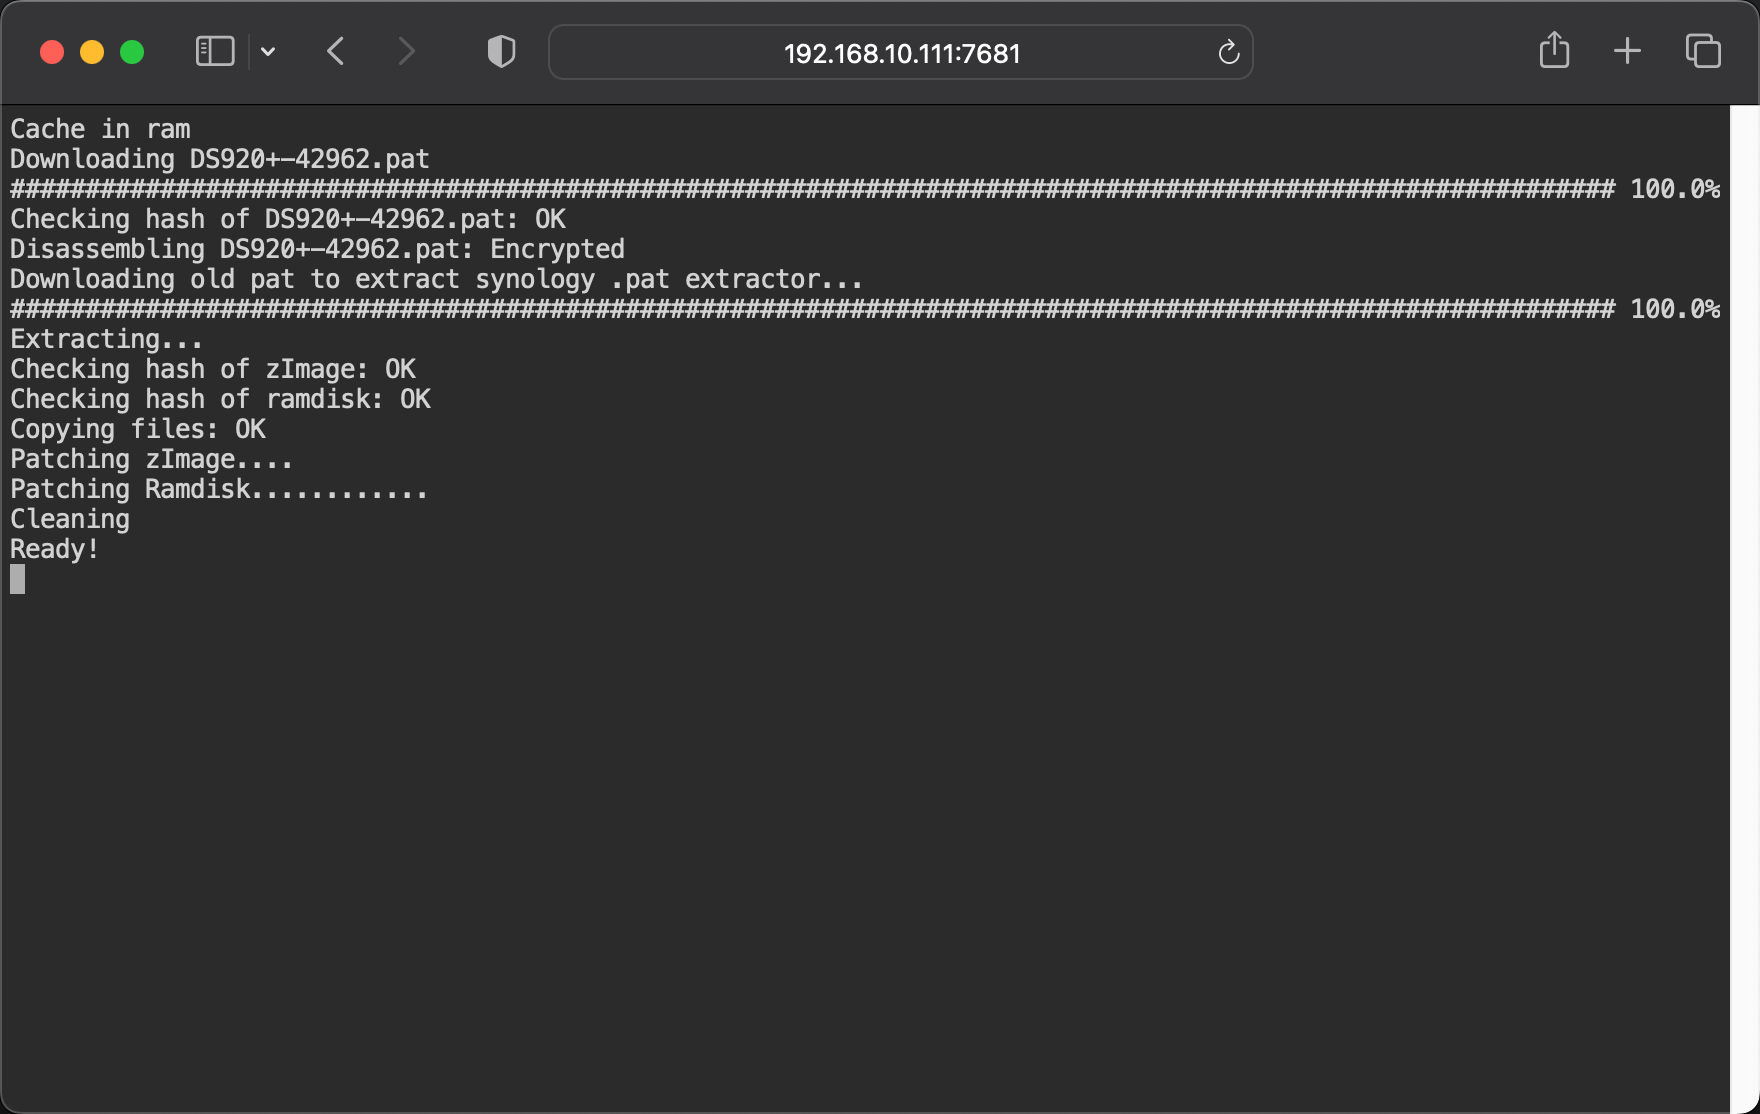 192.168.10.111:7681
Cache in ram
Downloading DS920+-42962.pat
########################################################################################################### 100.0%
Checking hash of DS920+-42962.pat: OK
Disassembling DS920+-42962.pat: Encrypted
Downloading old pat to extract synology .pat extractor...
########################################################################################################### 100.0%
Extracting...
Checking hash of zImage: OK
Checking hash of ramdisk: OK
Copying files: OK
Patching zImage....
Patching Ramdisk............
Cleaning
Ready!